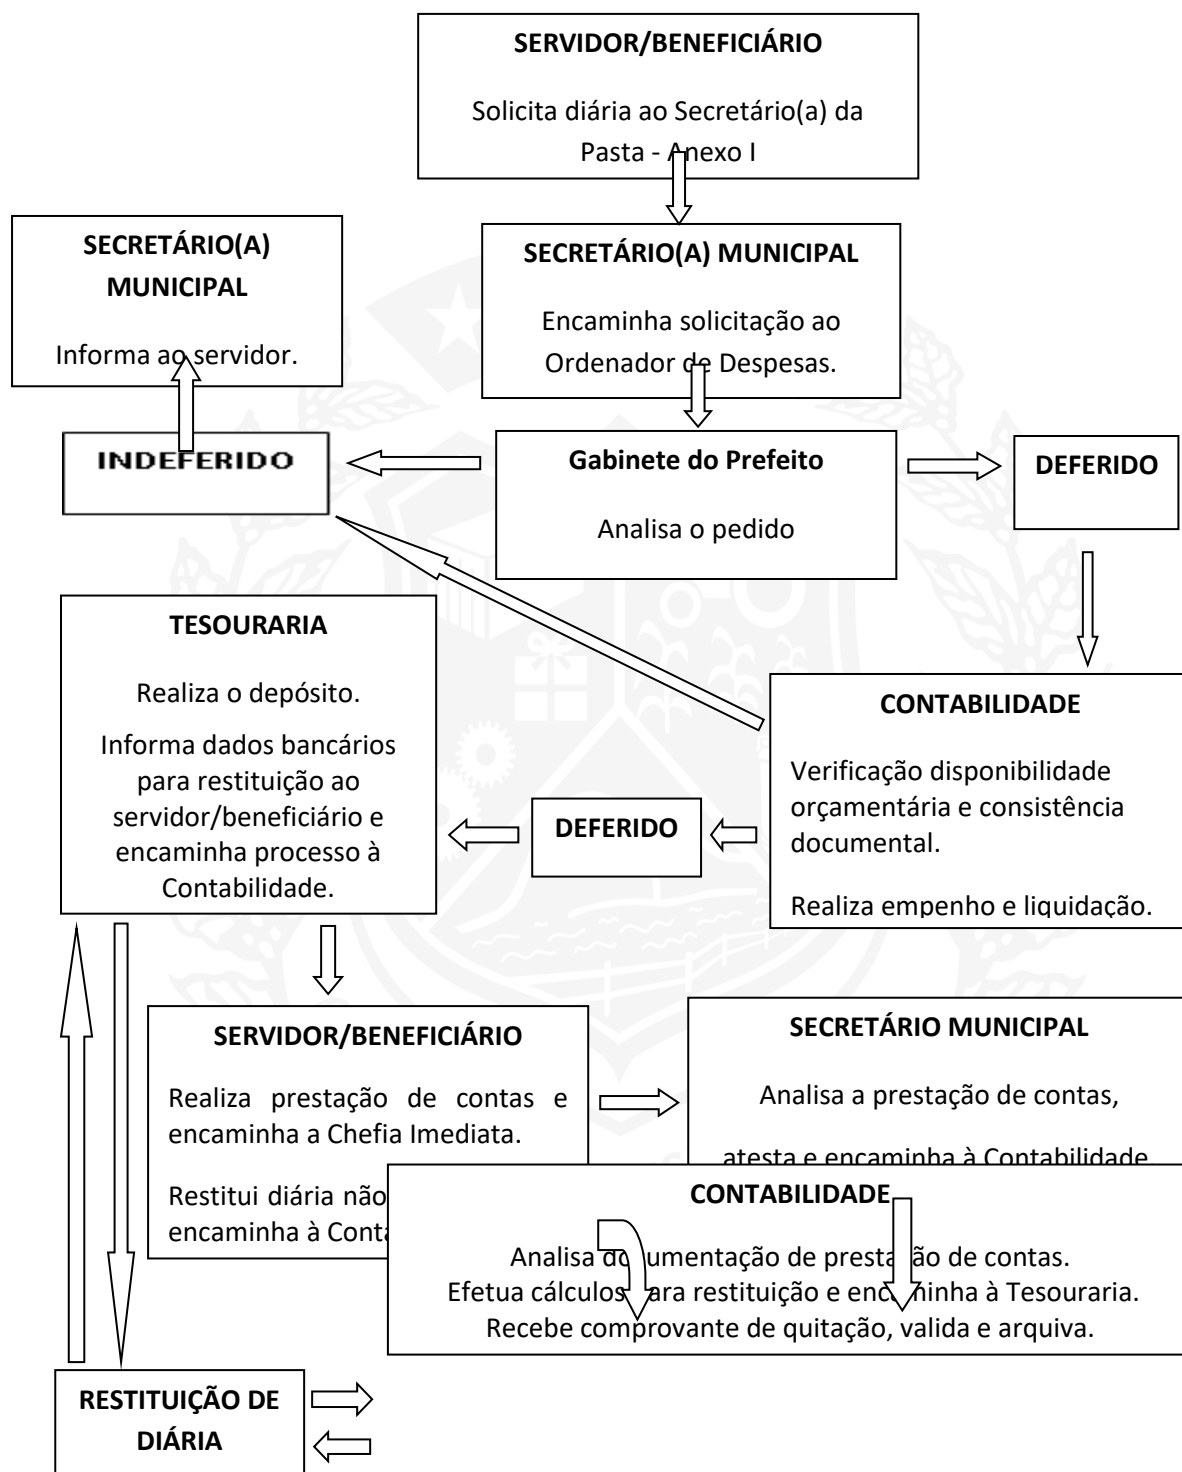 SERVIDOR/BENEFICIÁRIO
Solicita diária ao Secretário(a) da
Pasta - Anexo I
SECRETÁRIO(A)
MUNICIPAL
Informa ao servidor.
SECRETÁRIO(A) MUNICIPAL
Encaminha solicitação ao
Ordenador de Despesas.
INDEFERIDO
Gabinete do Prefeito
Analisa o pedido
DEFERIDO
TESOURARIA
Realiza o depósito.
Informa dados bancários
para restituição ao
servidor/beneficiário e
encaminha processo à
Contabilidade.
DEFERIDO
CONTABILIDADE
Verificação disponibilidade
orçamentária e consistência
documental.
Realiza empenho e liquidação.
SERVIDOR/BENEFICIÁRIO
Realiza prestação de contas e
encaminha a Chefia Imediata.
Restitui diária não
encaminha à
SECRETÁRIO MUNICIPAL
Analisa a prestação de contas,
atesta e encaminha à Contabilidade
CONTABILIDADE
Analisa documentação de prestação de contas.
Efetua cálculos para restituição e encaminha à Tesouraria.
Recebe comprovante de quitação, valida e arquiva.
RESTITUIÇÃO DE
DIÁRIA